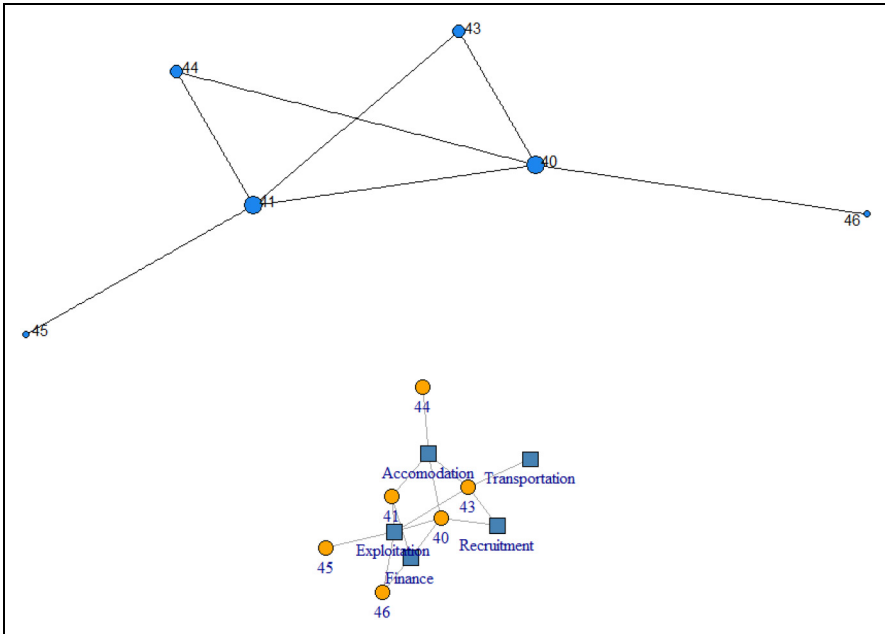 43
44
40
41
46
45
44
Accomodation
Transportation
43
41
40
Recruitment
Exploitation
45
Finance
46